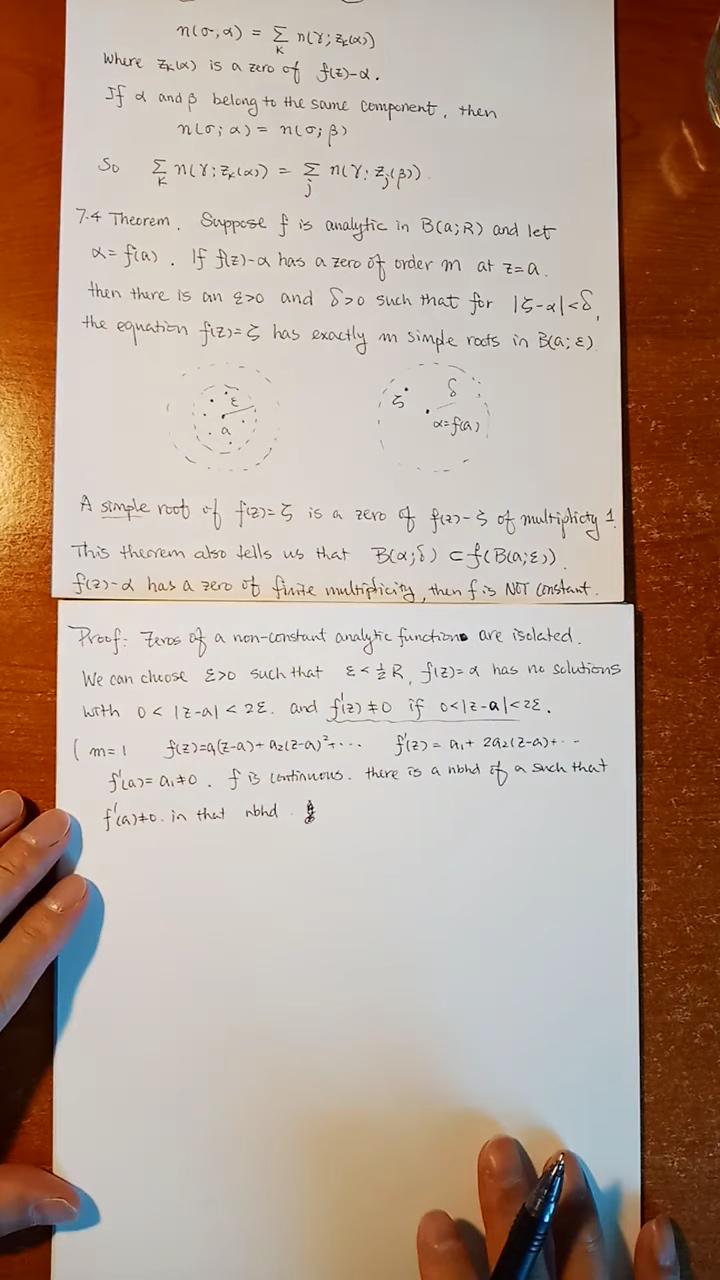 n(σ,α) = Σ_K n(γ; z_k(α))
Where z_k(α) is a zero of f(z)-α.
If α and β belong to the same component, then
n(σ;α) = n(σ;β)
So Σ_K n(γ; z_k(α)) = Σ_j n(γ; z_j(β)).
7.4 Theorem. Suppose f is analytic in B(a;R) and let
α = f(a). If f(z)-α has a zero of order m at z=a.
then there is an ε>0 and δ>0 such that for |ζ-α|<δ,
the equation f(z)=ζ has exactly m simple roots in B(a;ε).
ε
a
ζ
δ
α=f(a)
A simple root of f(z)=ζ is a zero of f(z)-ζ of multiplicty 1.
This theorem also tells us that B(α;δ) ⊂ f(B(a;ε)).
f(z)-α has a zero of finite multiplicity, then f is NOT constant.
Proof: Zeros of a non-constant analytic function are isolated.
We can choose ε>0 such that ε < ½R, f(z)=α has no solutions
with 0 < |z-a| < 2ε. and f'(z) ≠ 0 if 0<|z-a|<2ε.
( m=1 f(z)=a₁(z-a)+a₂(z-a)²+··· f'(z) = a₁+2a₂(z-a)+···
f'(a)=a₁≠0. f is continuous. there is a nbhd of a such that
f'(a)≠0. in that nbhd.